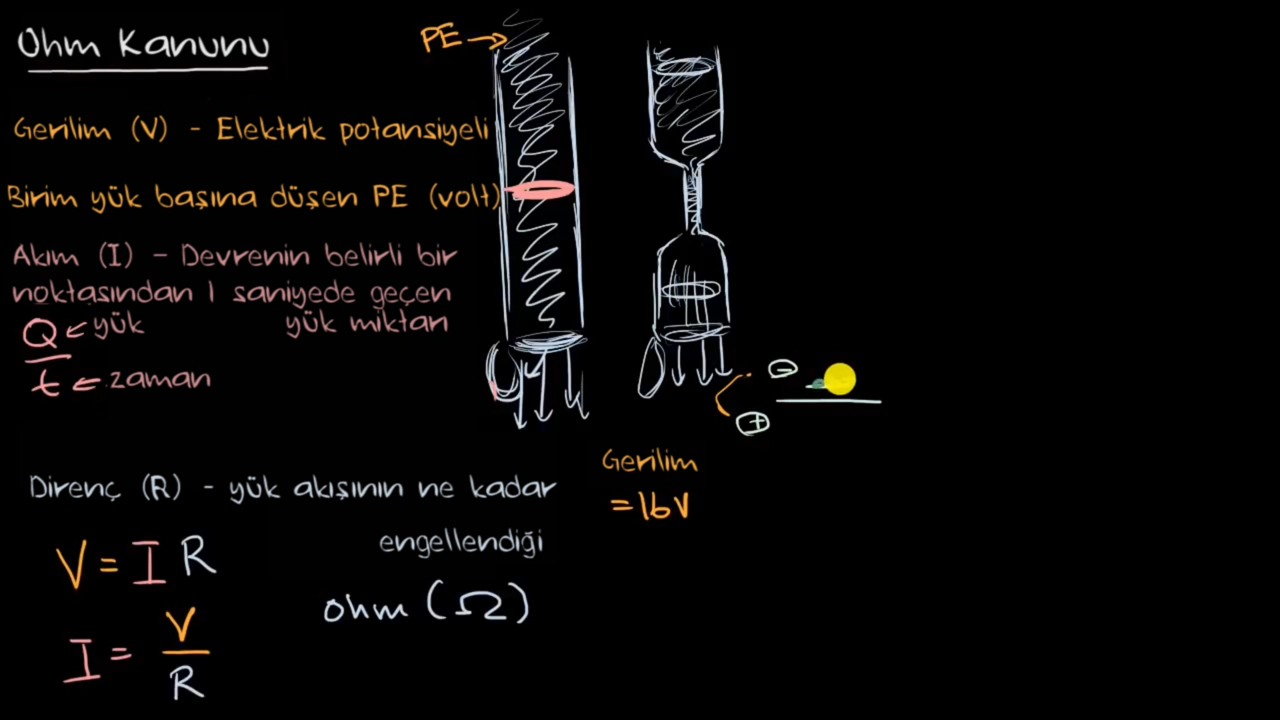 Ohm Kanunu
PE
Gerilim (V) - Elektrik potansiyeli
Birim yük başına düşen PE (volt)
Akım (I) - Devrenin belirli bir
noktasından 1 saniyede geçen
yük miktarı
Q ← yük
t ← zaman
Direnç (R) - yük akışının ne kadar
engellendiği
ohm (Ω)
V = I R
I = V
R
-
+
Gerilim
= 16V